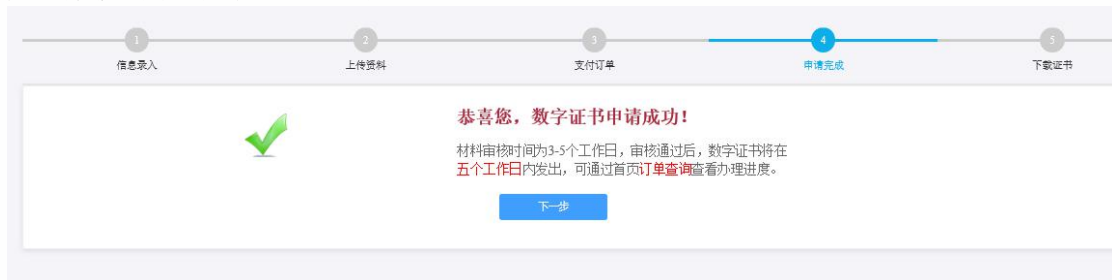 1 2 3 4 5
信息录入 上传资料 支付订单 申请完成 下载证书
恭喜您，数字证书申请成功！
材料审核时间为3-5个工作日，审核通过后，数字证书将在
五个工作日内发出，可通过首页订单查询查看办理进度。
下一步